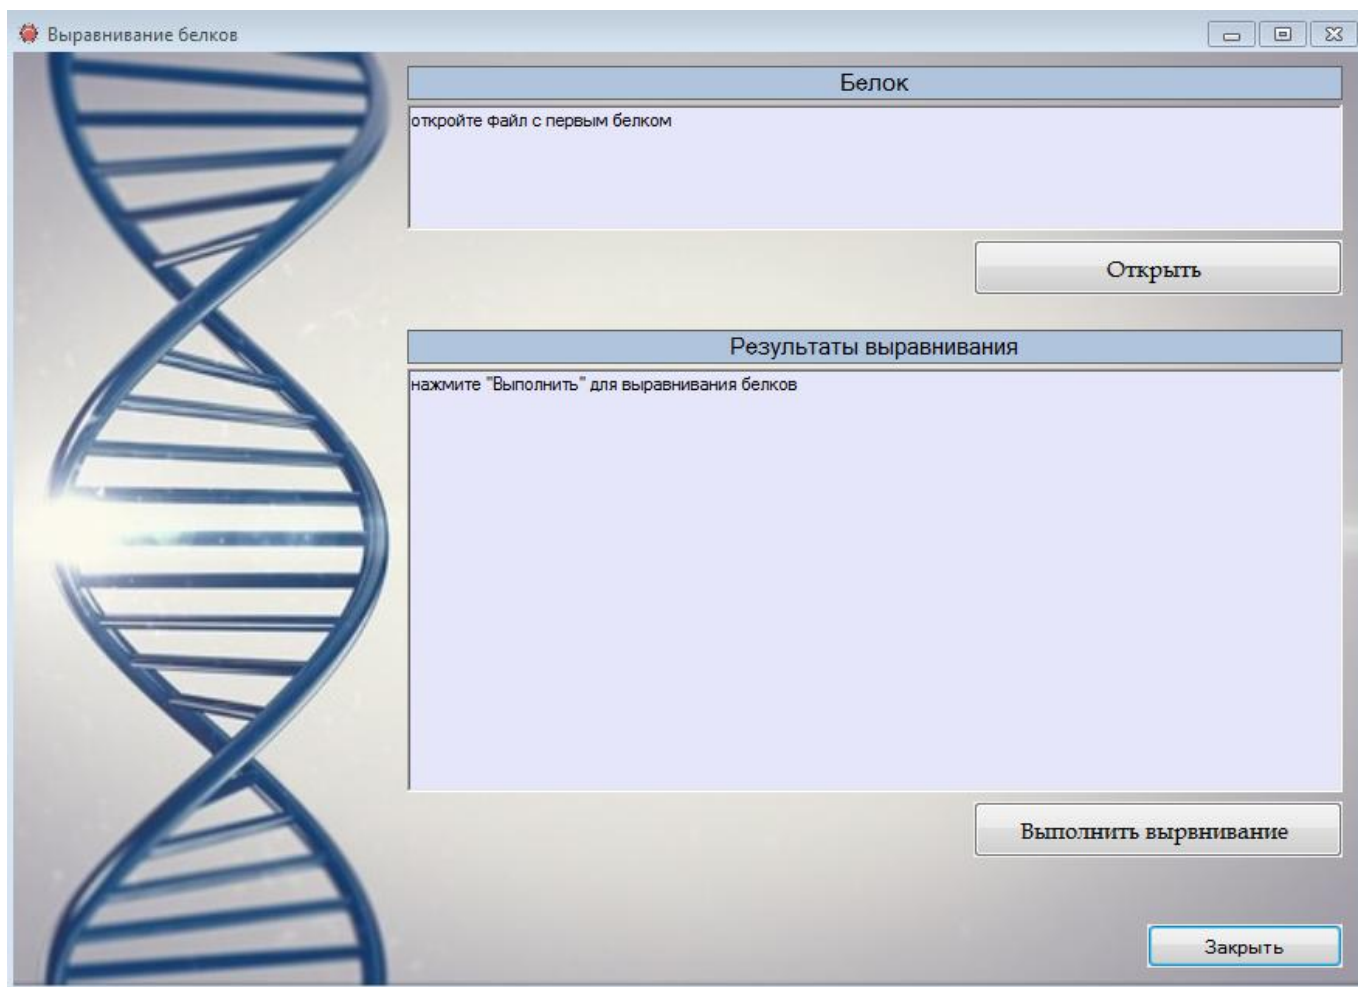 Выравнивание белков
Белок
откройте файл с первым белком
Открыть
Результаты выравнивания
нажмите "Выполнить" для выравнивания белков
Выполнить вырвнивание
Закрыть